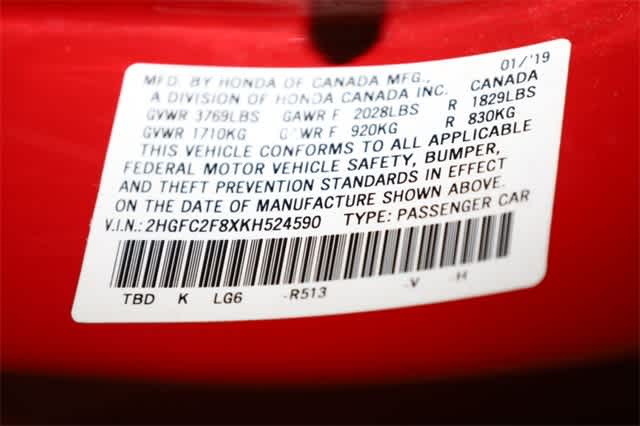 MFD. BY HONDA OF CANADA MFG., 01/'19
A DIVISION OF HONDA CANADA INC. CANADA
GVWR 3769LBS GAWR F 2028LBS R 1829LBS
GVWR 1710KG GAWR F 920KG R 830KG
THIS VEHICLE CONFORMS TO ALL APPLICABLE
FEDERAL MOTOR VEHICLE SAFETY, BUMPER,
AND THEFT PREVENTION STANDARDS IN EFFECT
ON THE DATE OF MANUFACTURE SHOWN ABOVE.
V.I.N.: 2HGFC2F8XKH524590 TYPE: PASSENGER CAR
TBD K LG6 -R513 -V -H